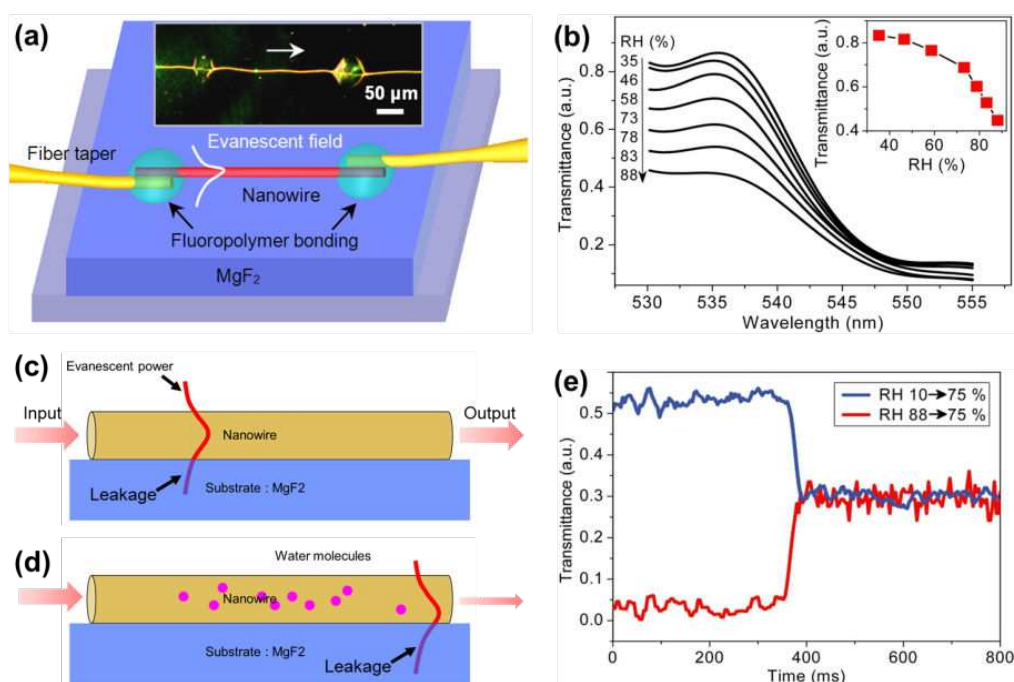 (a)
50 μm
Evanescent field
Fiber taper
Nanowire
Fluoropolymer bonding
MgF₂
(b)
RH (%)
35
46
58
73
78
83
88
Transmittance (a.u.)
0.8
0.6
0.4
0.2
530 535 540 545 550 555
Wavelength (nm)
Transmittance (a.u.)
0.8
0.6
0.4
40 60 80
RH (%)
(c)
Evanescent power
Input
Output
Nanowire
Leakage
Substrate : MgF2
(d)
Water molecules
Nanowire
Substrate : MgF2
Leakage
(e)
RH 10→75 %
RH 88→75 %
Transmittance (a.u.)
0.5
0.4
0.3
0.2
0.1
0.0
0 200 400 600 800
Time (ms)